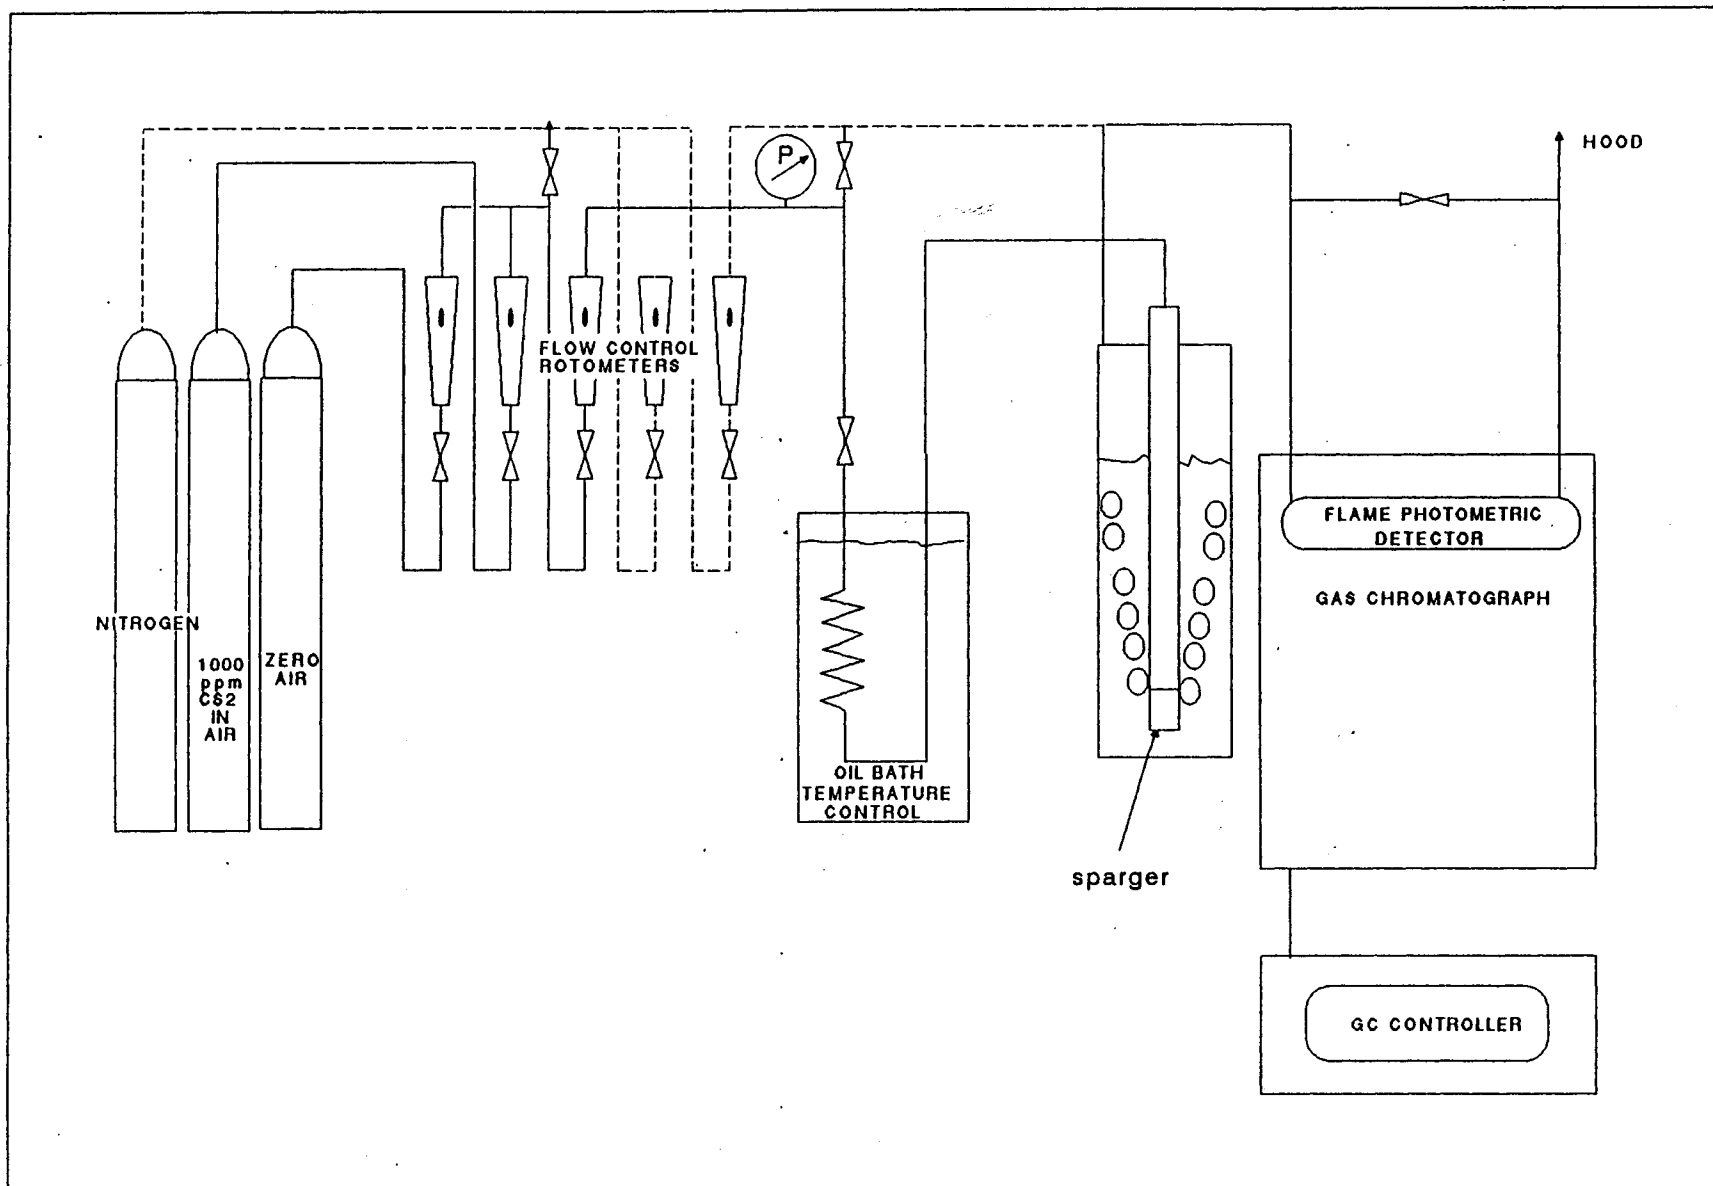 HOOD
P
FLOW CONTROL
ROTOMETERS
FLAME PHOTOMETRIC
DETECTOR
GAS CHROMATOGRAPH
NITROGEN
1000
ppm
CS2
IN
AIR
ZERO
AIR
OIL BATH
TEMPERATURE
CONTROL
sparger
GC CONTROLLER